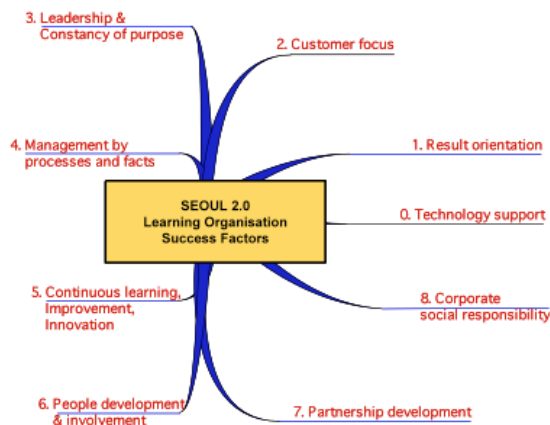 3. Leadership &
Constancy of purpose
2. Customer focus
4. Management by
processes and facts
1. Result orientation
SEOUL 2.0
Learning Organisation
Success Factors
0. Technology support
5. Continuous learning,
Improvement,
Innovation
8. Corporate
social responsibility
6. People development
& involvement
7. Partnership development